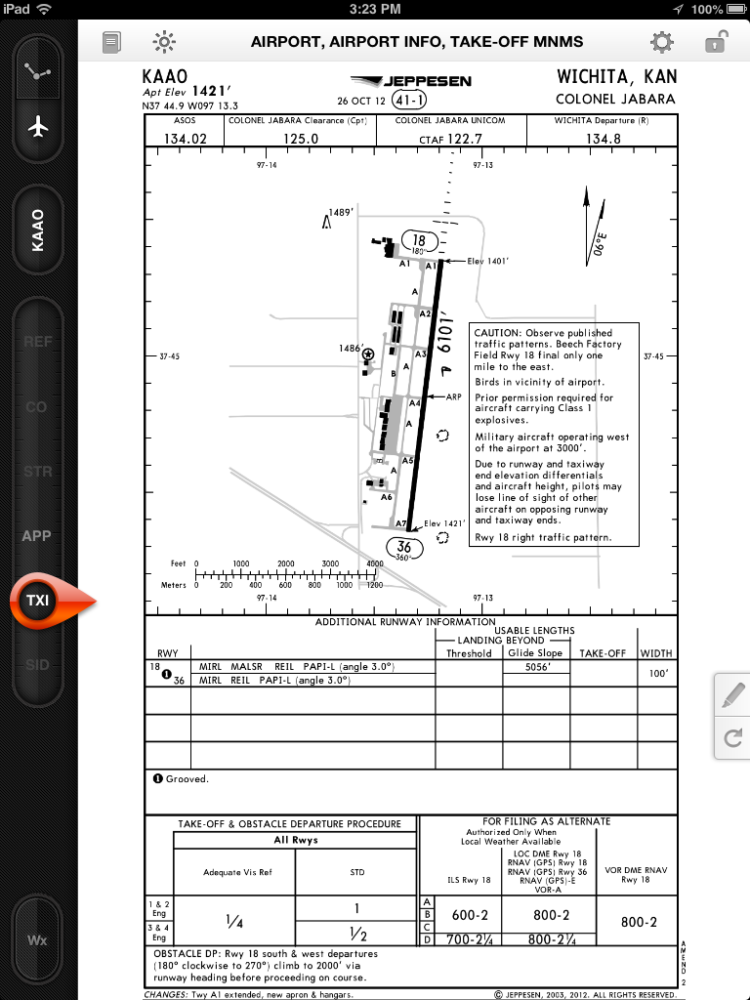 iPad 3:23 PM 100%
AIRPORT, AIRPORT INFO, TAKE-OFF MNMS
KAAO
REF
CO
STR
APP
TXI
SID
Wx
KAAO
Apt Elev 1421'
N37 44.9 W097 13.3
JEPPESEN
26 OCT 12 41-1
WICHITA, KAN
COLONEL JABARA
ASOS COLONEL JABARA Clearance (Cpt) COLONEL JABARA UNICOM WICHITA Departure (R)
134.02 125.0 CTAF 122.7 134.8
97-14 97-13
1489'
18
180°
06°E
A1 A1 Elev 1401'
A
A2
6101'
37-45 1486' A3 37-45
B A
A4 ARP
A
A5
A
A6
A7 Elev 1421'
36
360°
CAUTION: Observe published
traffic patterns. Beech Factory
Field Rwy 18 final only one
mile to the east.
Birds in vicinity of airport.
Prior permission required for
aircraft carrying Class 1
explosives.
Military aircraft operating west
of the airport at 3000'.
Due to runway and taxiway
end elevation differentials
and aircraft height, pilots may
lose line of sight of other
aircraft on opposing runway
and taxiway ends.
Rwy 18 right traffic pattern.
Feet 0 1000 2000 3000 4000
Meters 0 200 400 600 800 1000 1200
97-14 97-13
ADDITIONAL RUNWAY INFORMATION
USABLE LENGTHS
LANDING BEYOND
RWY Threshold Glide Slope TAKE-OFF WIDTH
18 MIRL MALSR REIL PAPI-L (angle 3.0°) 5056'
1 36 MIRL REIL PAPI-L (angle 3.0°) 100'
1 Grooved.
TAKE-OFF & OBSTACLE DEPARTURE PROCEDURE
All Rwys
Adequate Vis Ref STD
1 & 2
Eng
3 & 4
Eng
1/4
1
1/2
FOR FILING AS ALTERNATE
Authorized Only When
Local Weather Available
ILS Rwy 18
LOC DME Rwy 18
RNAV (GPS) Rwy 18
RNAV (GPS) Rwy 36
RNAV (GPS)-E
VOR-A
VOR DME RNAV
Rwy 18
A
B
C
D
600-2 800-2 800-2
700-2¼ 800-2¼
OBSTACLE DP: Rwy 18 south & west departures
(180° clockwise to 270°) climb to 2000' via
runway heading before proceeding on course.
AMEND 2
CHANGES: Twy A1 extended, new apron & hangars.
© JEPPESEN, 2003, 2012. ALL RIGHTS RESERVED.